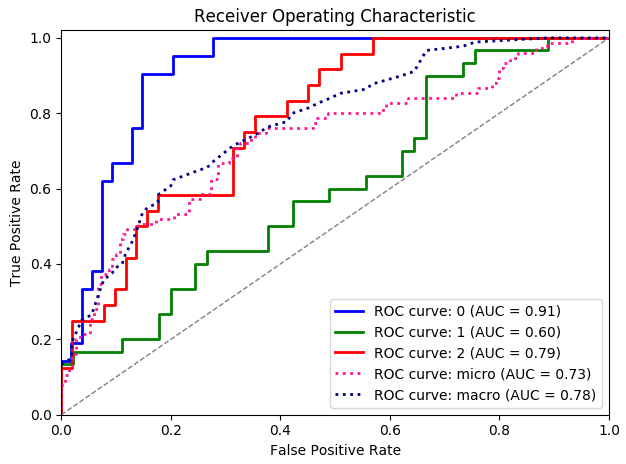 Receiver Operating Characteristic
1.0
0.8
0.6
0.4
0.2
0.0
True Positive Rate
ROC curve: 0 (AUC = 0.91)
ROC curve: 1 (AUC = 0.60)
ROC curve: 2 (AUC = 0.79)
ROC curve: micro (AUC = 0.73)
ROC curve: macro (AUC = 0.78)
0.0 0.2 0.4 0.6 0.8 1.0
False Positive Rate